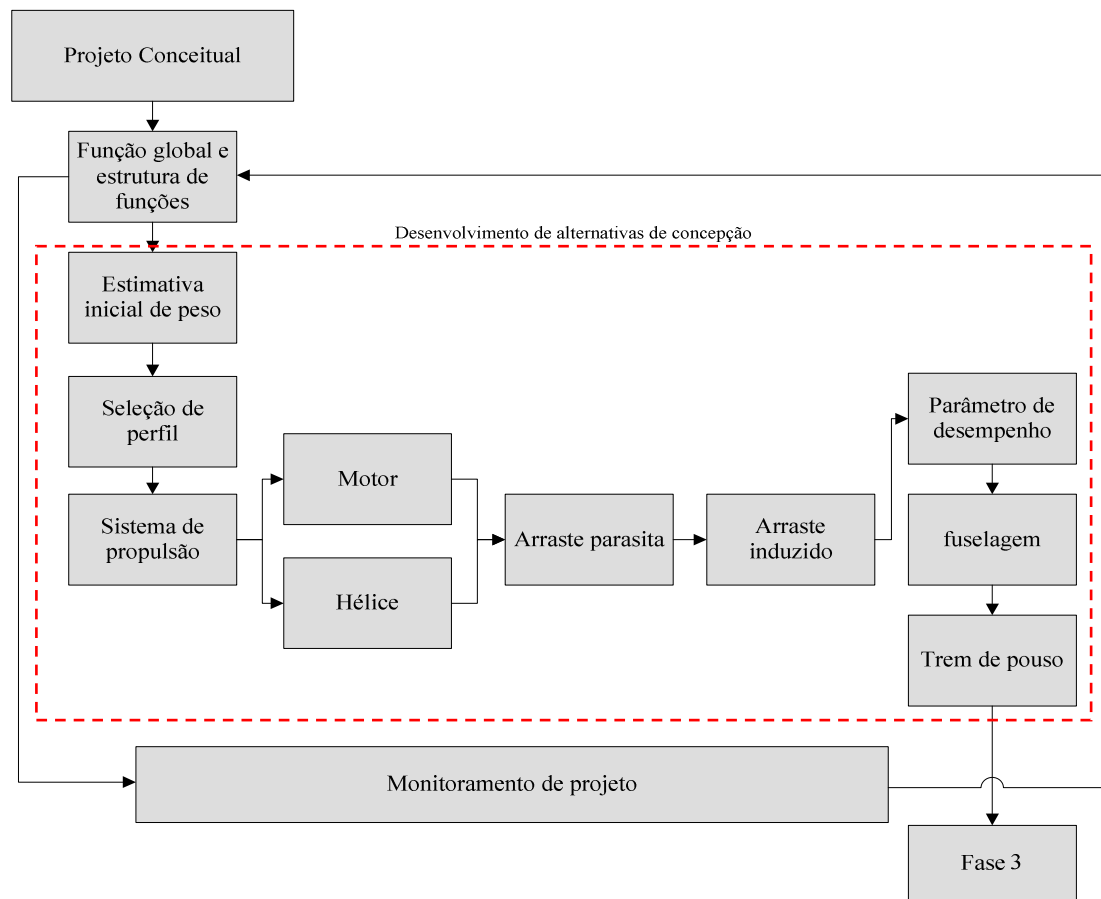 Projeto Conceitual
Função global e
estrutura de
funções
Desenvolvimento de alternativas de concepção
Estimativa
inicial de peso
Seleção de
perfil
Sistema de
propulsão
Motor
Hélice
Arraste parasita
Arraste
induzido
Parâmetro de
desempenho
fuselagem
Trem de pouso
Monitoramento de projeto
Fase 3